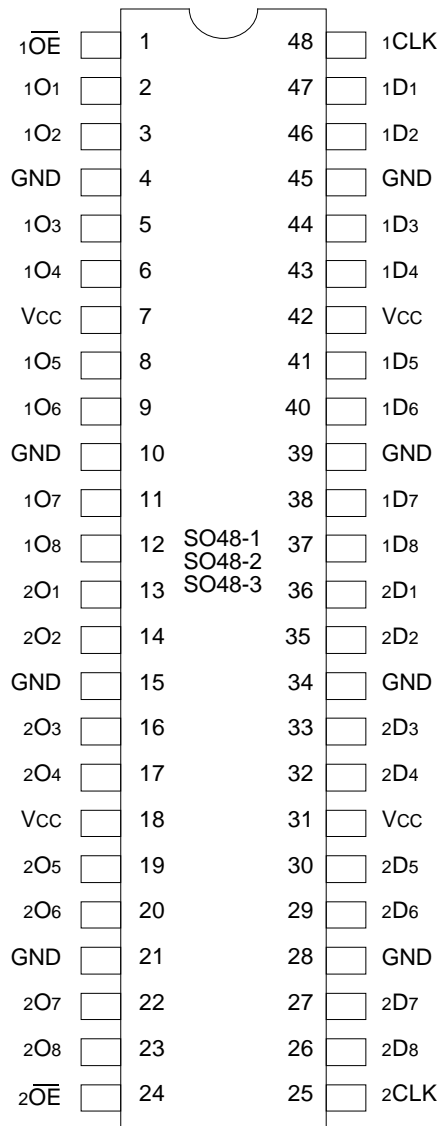 1OE 1 48 1CLK
1O1 2 47 1D1
1O2 3 46 1D2
GND 4 45 GND
1O3 5 44 1D3
1O4 6 43 1D4
VCC 7 42 VCC
1O5 8 41 1D5
1O6 9 40 1D6
GND 10 39 GND
1O7 11 38 1D7
1O8 12 SO48-1 37 1D8
SO48-2
2O1 13 SO48-3 36 2D1
2O2 14 35 2D2
GND 15 34 GND
2O3 16 33 2D3
2O4 17 32 2D4
VCC 18 31 VCC
2O5 19 30 2D5
2O6 20 29 2D6
GND 21 28 GND
2O7 22 27 2D7
2O8 23 26 2D8
2OE 24 25 2CLK